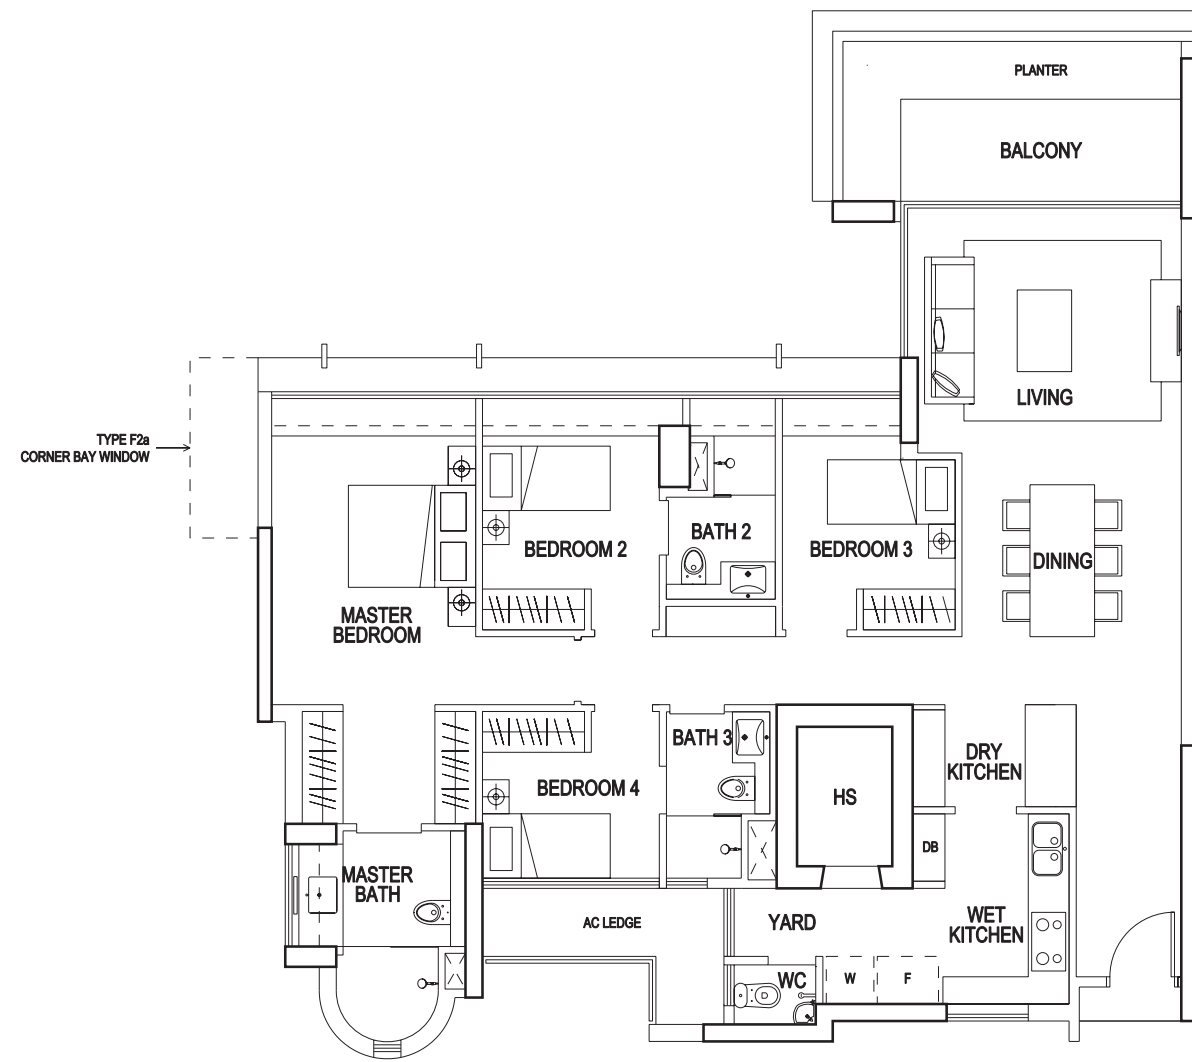 PLANTER
BALCONY
LIVING
TYPE F2a
CORNER BAY WINDOW
BATH 2
BEDROOM 2
BEDROOM 3
DINING
MASTER
BEDROOM
BATH 3
DRY
KITCHEN
BEDROOM 4
HS
DB
MASTER
BATH
AC LEDGE
YARD
WET
KITCHEN
WC
W
F